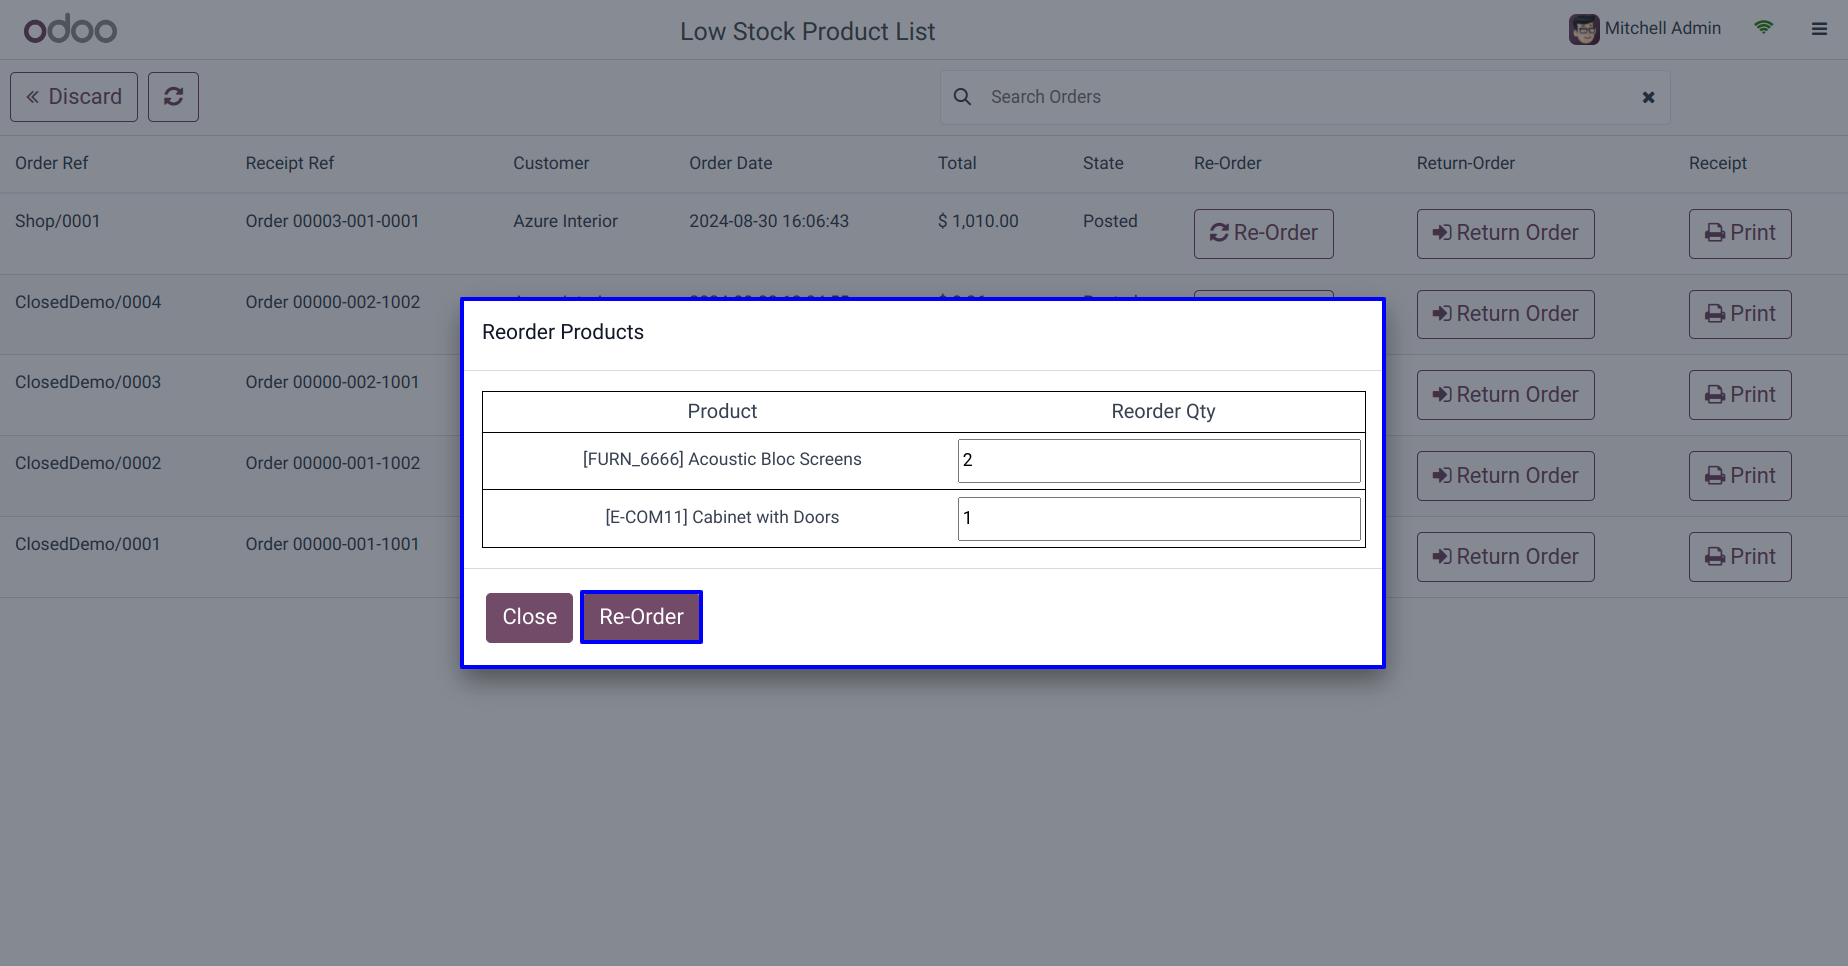 odoo
Low Stock Product List
Mitchell Admin
« Discard
Search Orders
Order Ref Receipt Ref Customer Order Date Total State Re-Order Return-Order Receipt
Shop/0001 Order 00003-001-0001 Azure Interior 2024-08-30 16:06:43 $ 1,010.00 Posted Re-Order Return Order Print
ClosedDemo/0004 Order 00000-002-1002 Return Order Print
ClosedDemo/0003 Order 00000-002-1001 Return Order Print
ClosedDemo/0002 Order 00000-001-1002 Return Order Print
ClosedDemo/0001 Order 00000-001-1001 Return Order Print
Reorder Products
Product Reorder Qty
[FURN_6666] Acoustic Bloc Screens 2
[E-COM11] Cabinet with Doors 1
Close Re-Order